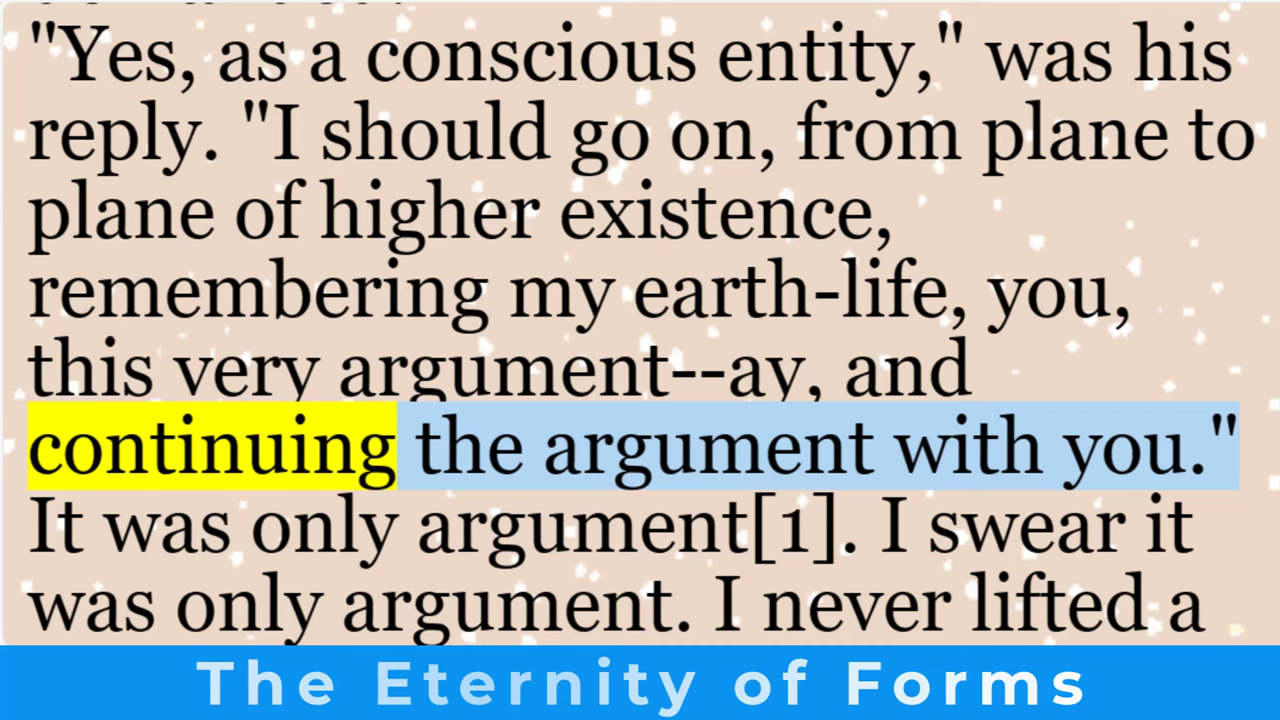 "Yes, as a conscious entity," was his
reply. "I should go on, from plane to
plane of higher existence,
remembering my earth-life, you,
this very argument--ay, and
continuing the argument with you."
It was only argument[1]. I swear it
was only argument. I never lifted a
The Eternity of Forms